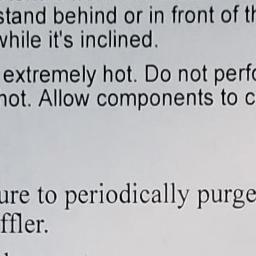 stand behind or in front of th
while it's inclined.
extremely hot. Do not perfo
hot. Allow components to c
ure to periodically purge
ffler.